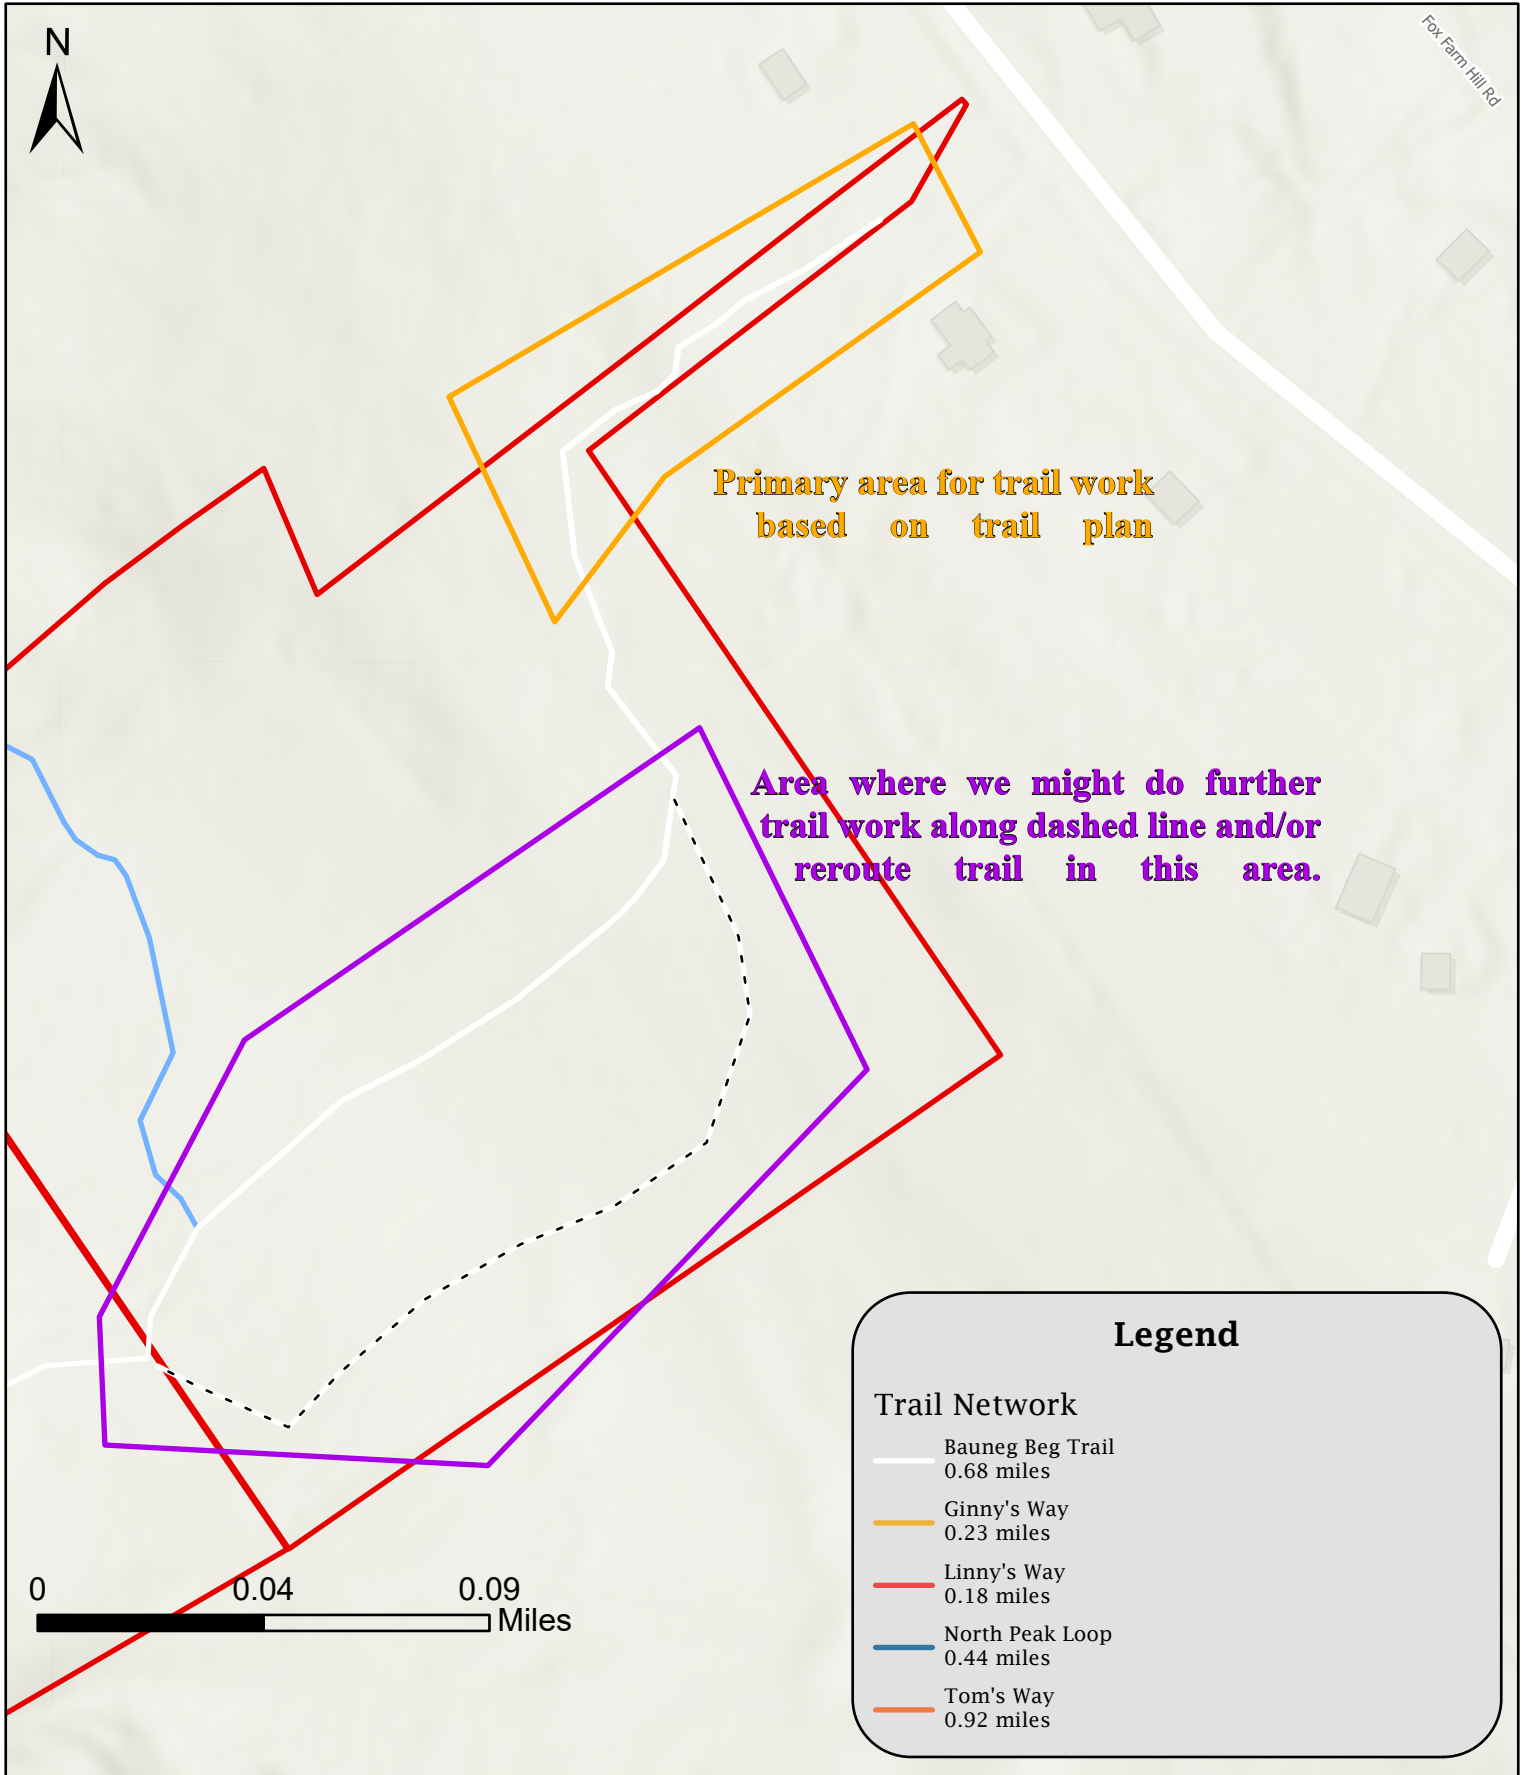 N
Fox Farm Hill Rd
Primary area for trail work
based on trail plan
Area where we might do further
trail work along dashed line and/or
reroute trail in this area.
Legend
Trail Network
Bauneg Beg Trail
0.68 miles
Ginny's Way
0.23 miles
Linny's Way
0.18 miles
North Peak Loop
0.44 miles
Tom's Way
0.92 miles
0 0.04 0.09
Miles